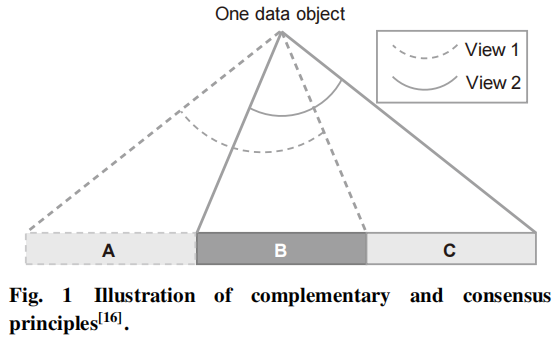 One data object
View 1
View 2
A
B
C
Fig. 1 Illustration of complementary and consensus
principles[16].